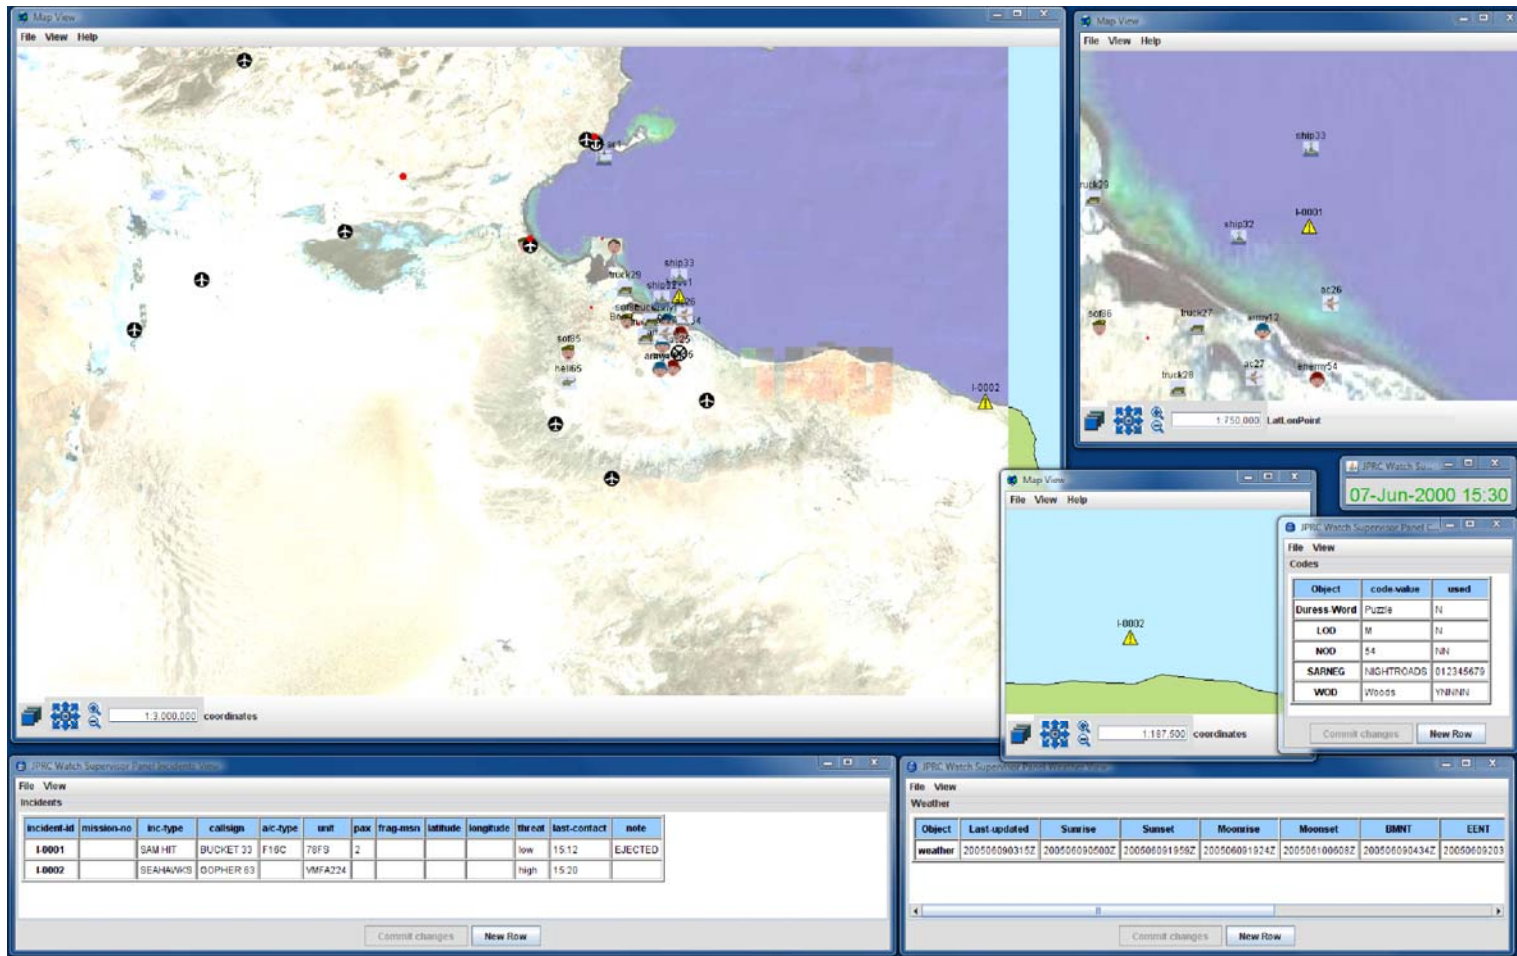 Map View
File View Help
ship33
truck29
ship32
sof85
heli65
I-0002
1:3,000,000 coordinates
Map View
File View Help
ship33
truck29
I-0001
ship32
ac26
sof86
truck27
army12
ac27
enemy54
truck28
1:750,000 LatLonPoint
Map View
File View Help
I-0002
1:187,500 coordinates
JPRC Watch Su...
07-Jun-2000 15:30
JPRC Watch Supervisor Panel C...
File View
Codes
Object code-value used
Duress-Word Puzzle N
LOD M N
NOD 54 NN
SARNEG NIGHTROADS 012345679
WOD Woods YNNNN
Commit changes New Row
JPRC Watch Supervisor Panel Incidents View
File View
Incidents
incident-id mission-no inc-type callsign a/c-type unit pax frag-msn latitude longitude threat last-contact note
I-0001 SAM HIT BUCKET 33 F16C 78FS 2 low 15:12 EJECTED
I-0002 SEAHAWKS GOPHER 63 VMFA224 high 15:20
Commit changes New Row
JPRC Watch Supervisor Panel Weather View
File View
Weather
Object Last-updated Sunrise Sunset Moonrise Moonset BMNT EENT
weather 200506090315Z 200506090500Z 200506091959Z 200506091924Z 200506100608Z 200506090434Z 20050609203
Commit changes New Row